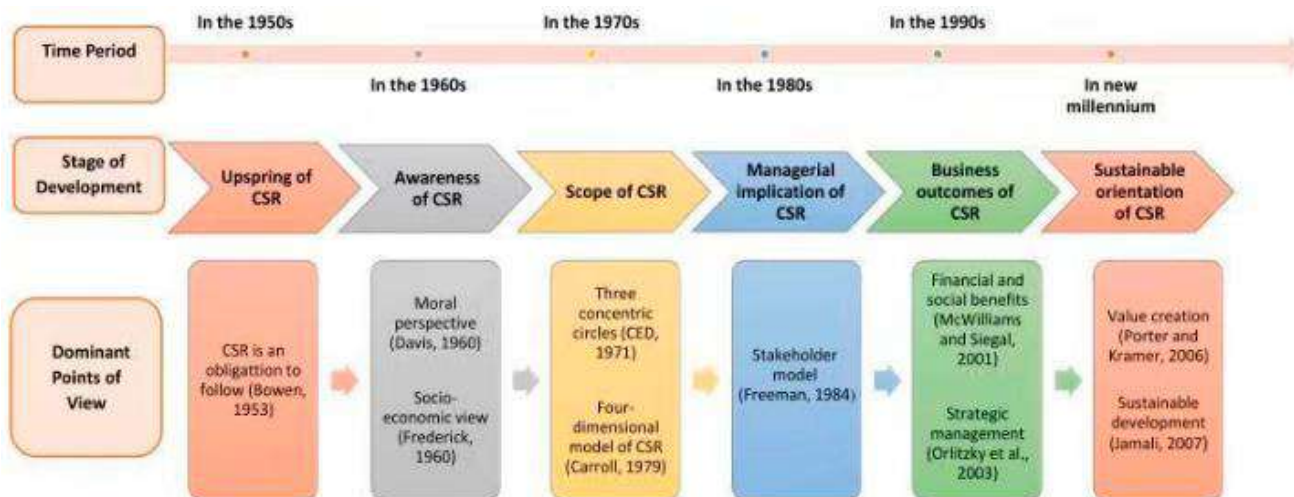 In the 1950s
In the 1970s
In the 1990s
Time Period
In the 1960s
In the 1980s
In new
millennium
Stage of
Development
Upspring of
CSR
Awareness
of CSR
Scope of CSR
Managerial
implication of
CSR
Business
outcomes of
CSR
Sustainable
orientation
of CSR
Dominant
Points of
View
CSR is an
obligattion to
follow (Bowen,
1953)
Moral
perspective
(Davis, 1960)
Socio-
economic view
(Frederick,
1960)
Three
concentric
circles (CED,
1971)
Four-
dimensional
model of CSR
(Carroll, 1979)
Stakeholder
model
(Freeman, 1984)
Financial and
social benefits
(McWilliams
and Siegal,
2001)
Strategic
management
(Orlitzky et al.,
2003)
Value creation
(Porter and
Kramer, 2006)
Sustainable
development
(Jamali, 2007)